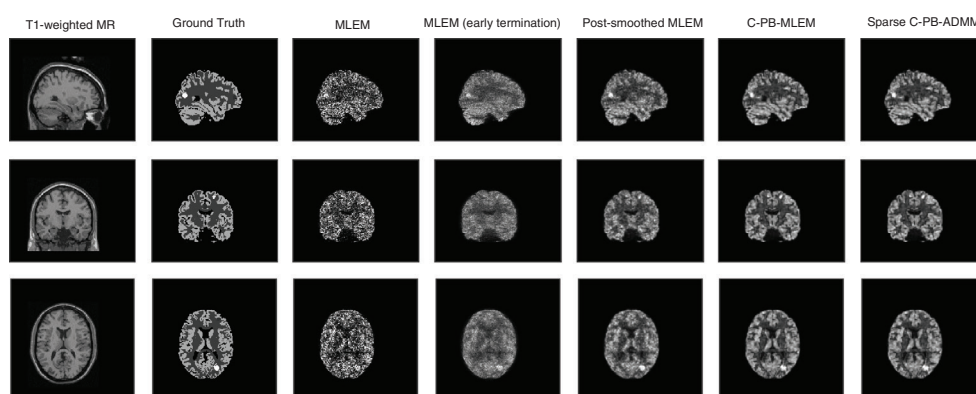 T1-weighted MR
Ground Truth
MLEM
MLEM (early termination)
Post-smoothed MLEM
C-PB-MLEM
Sparse C-PB-ADMM